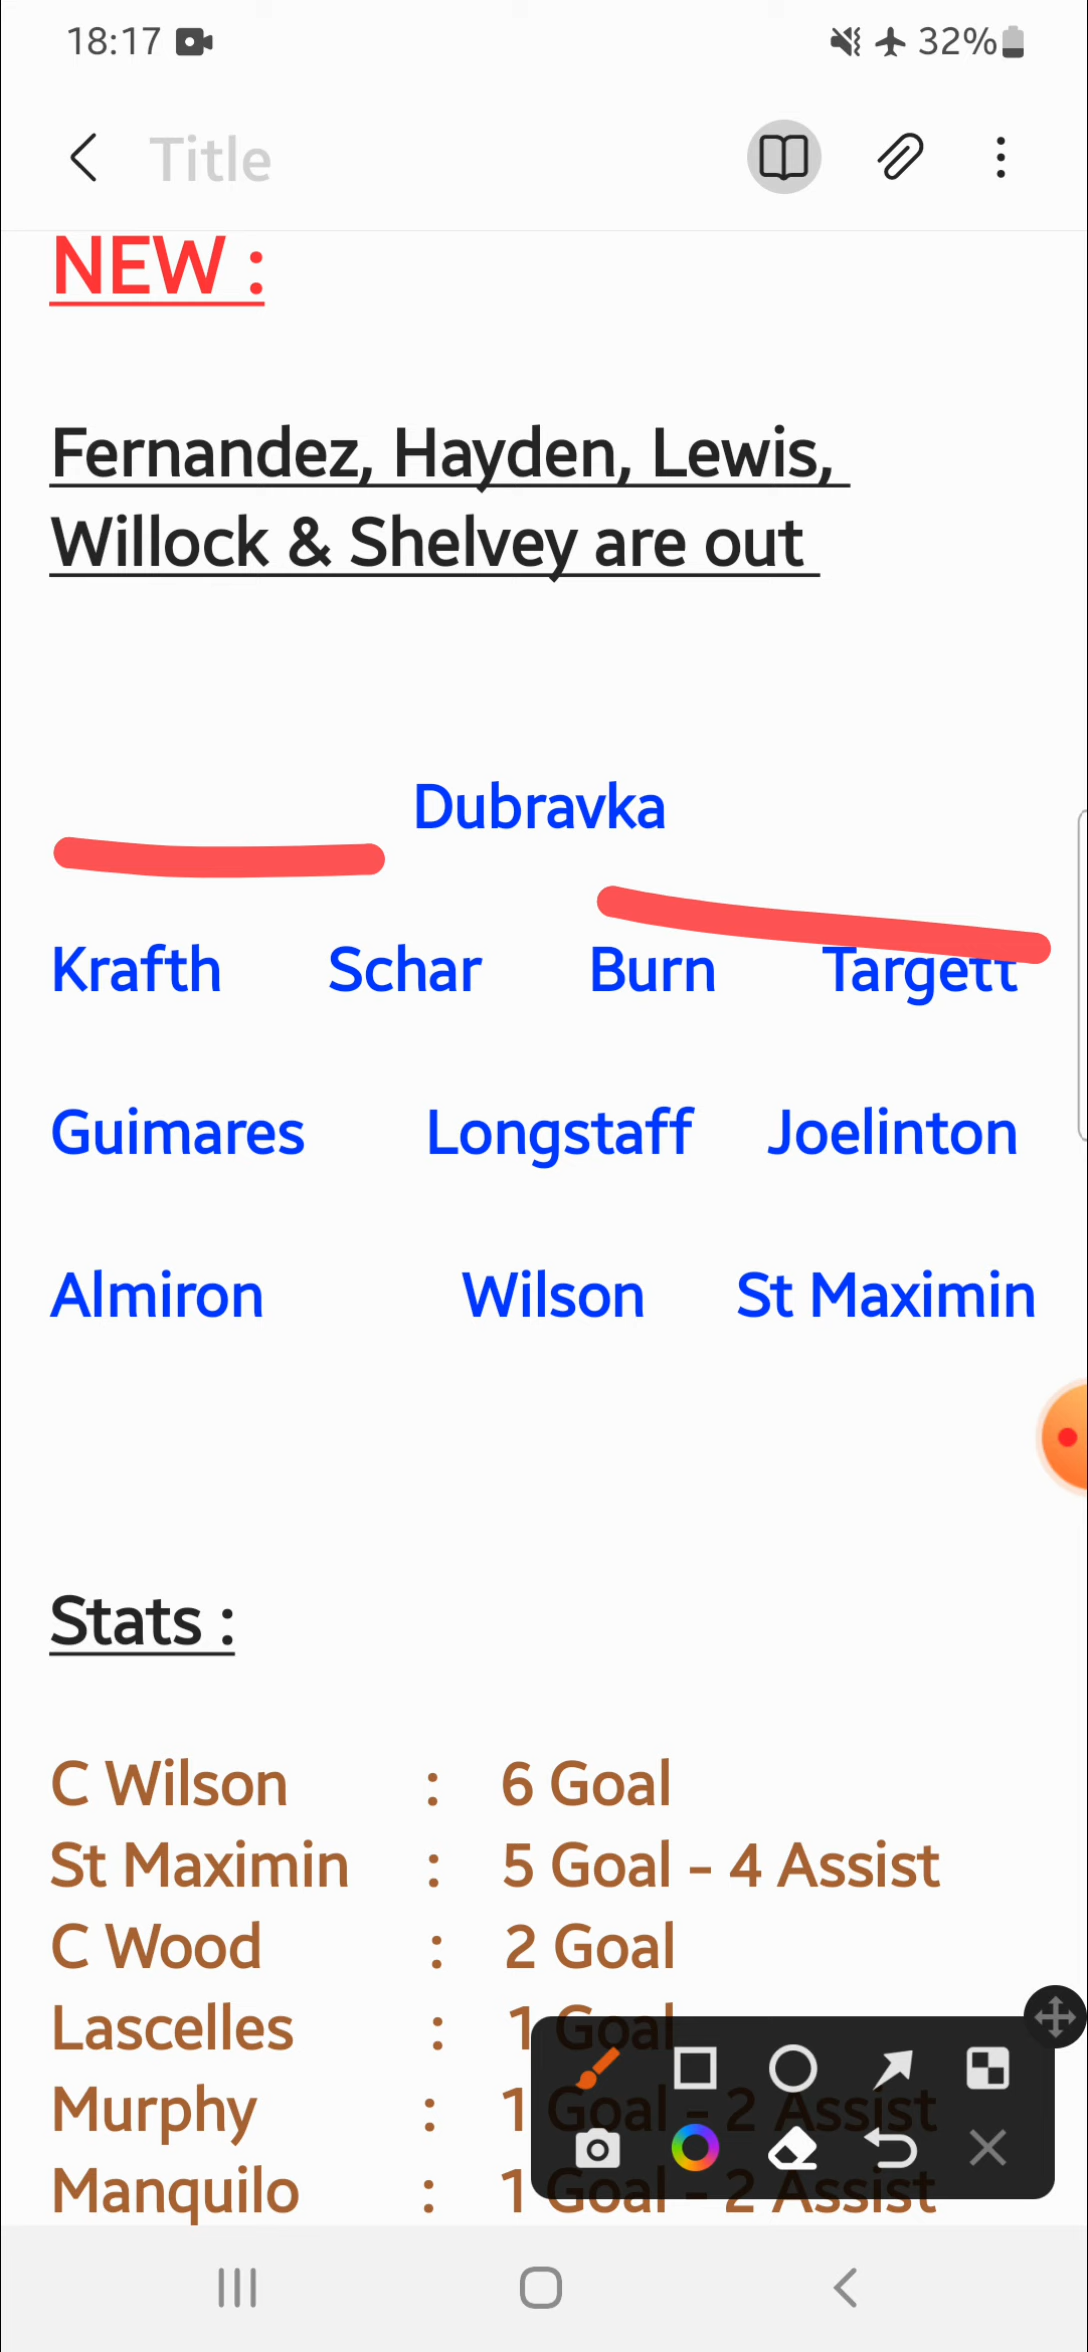 18:17 32%
Title
NEW :
Fernandez, Hayden, Lewis,
Willock & Shelvey are out
Dubravka
Krafth Schar Burn Targett
Guimares Longstaff Joelinton
Almiron Wilson St Maximin
Stats :
C Wilson : 6 Goal
St Maximin : 5 Goal - 4 Assist
C Wood : 2 Goal
Lascelles : 1 Goal
Murphy : 1 Goal - 2 Assist
Manquilo : 1 Goal - 2 Assist